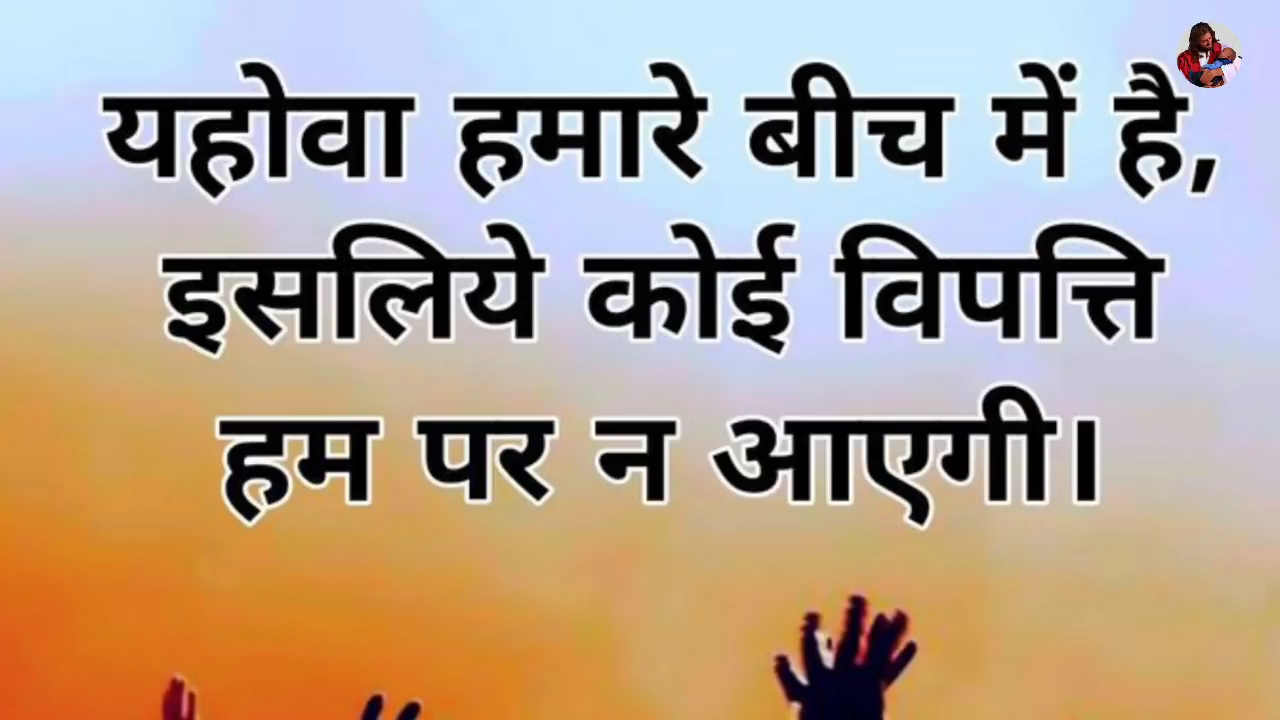 यहोवा हमारे बीच में है,
इसलिये कोई विपत्ति
हम पर न आएगी।